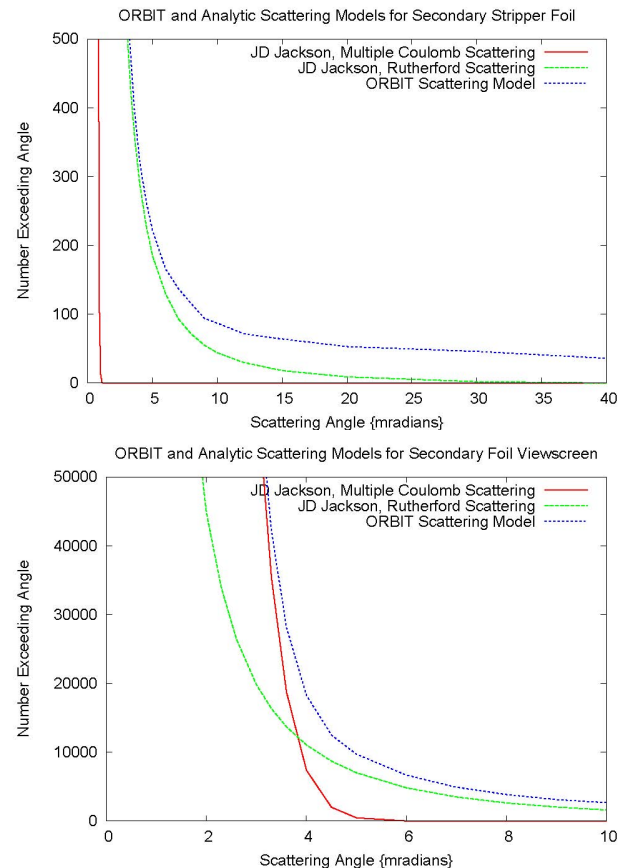 ORBIT and Analytic Scattering Models for Secondary Stripper Foil
500
400
300
200
100
0
Number Exceeding Angle
JD Jackson, Multiple Coulomb Scattering
JD Jackson, Rutherford Scattering
ORBIT Scattering Model
0 5 10 15 20 25 30 35 40
Scattering Angle {mradians}
ORBIT and Analytic Scattering Models for Secondary Foil Viewscreen
50000
40000
30000
20000
10000
0
Number Exceeding Angle
JD Jackson, Multiple Coulomb Scattering
JD Jackson, Rutherford Scattering
ORBIT Scattering Model
0 2 4 6 8 10
Scattering Angle {mradians}